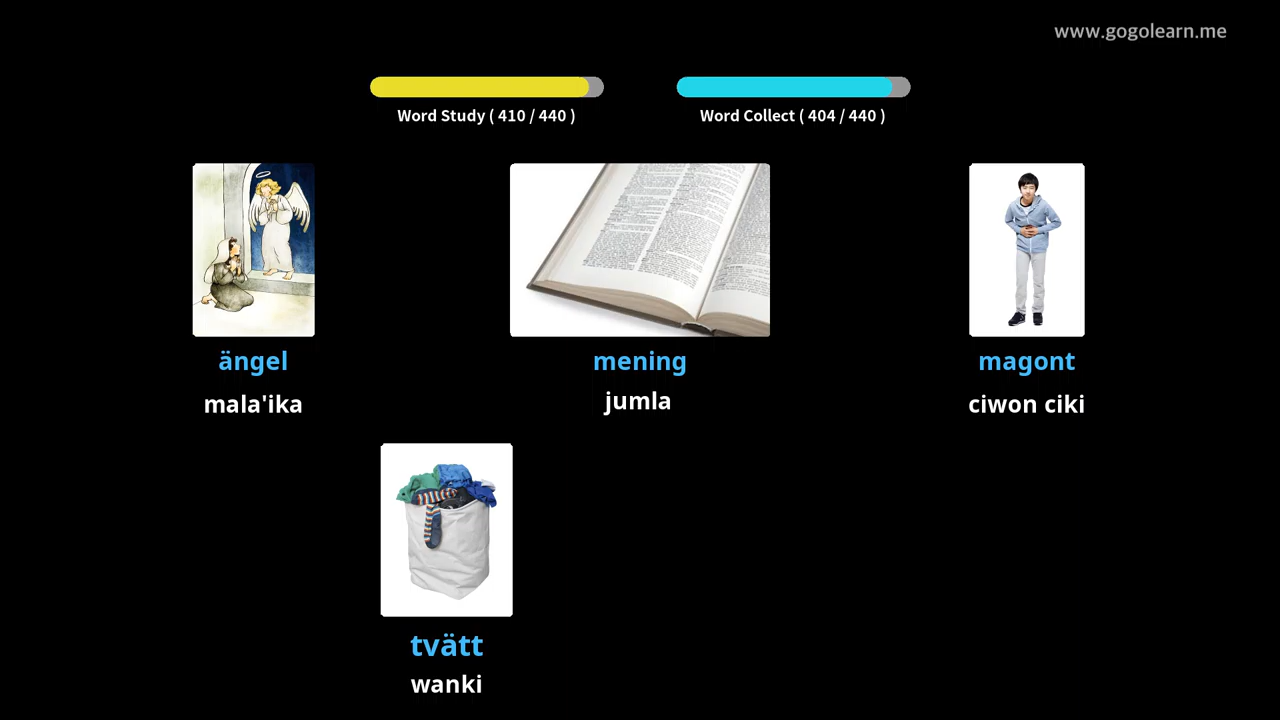 www.gogolearn.me
Word Study ( 410 / 440 )
Word Collect ( 404 / 440 )
ängel
mala'ika
mening
jumla
magont
ciwon ciki
tvätt
wanki